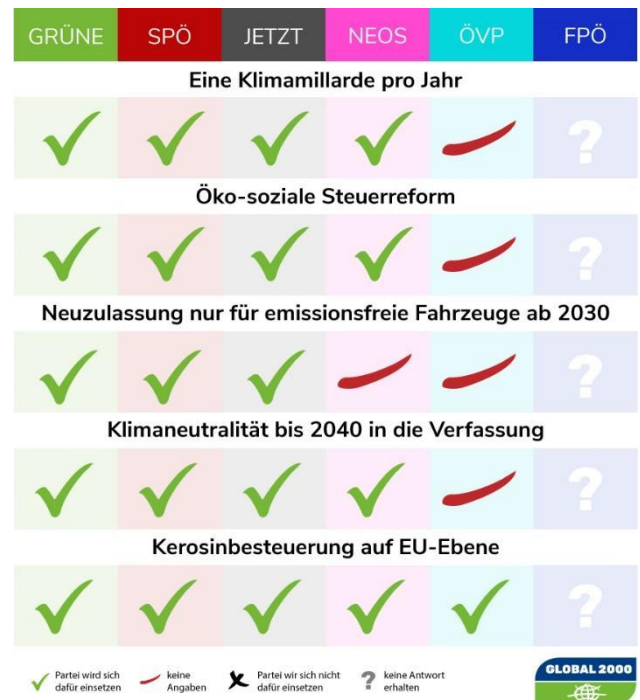 GRÜNE SPÖ JETZT NEOS ÖVP FPÖ
Eine Klimamillarde pro Jahr
? 
Öko-soziale Steuerreform
?
Neuzulassung nur für emissionsfreie Fahrzeuge ab 2030
?
Klimaneutralität bis 2040 in die Verfassung
?
Kerosinbesteuerung auf EU-Ebene
?
Partei wird sich
dafür einsetzen
keine
Angaben
Partei wir sich nicht
dafür einsetzen
? keine Antwort
erhalten
GLOBAL 2000